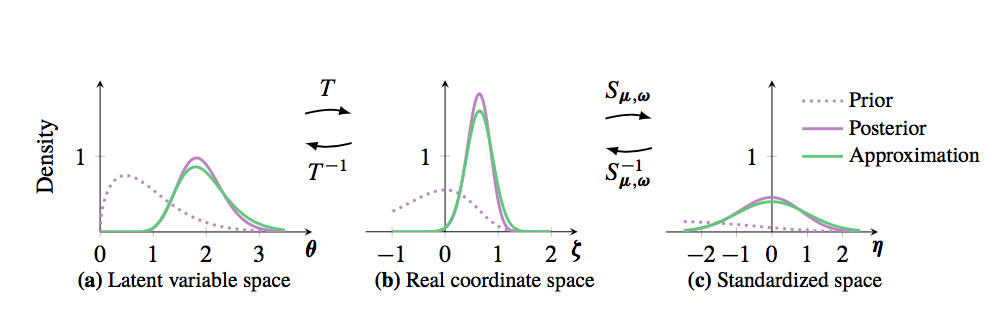 Density
1
0 1 2 3 θ
(a) Latent variable space
T
T⁻¹
1
−1 0 1 2 ζ
(b) Real coordinate space
S_{μ,ω}
S⁻¹_{μ,ω}
1
−2 −1 0 1 2 η
(c) Standardized space
Prior
Posterior
Approximation